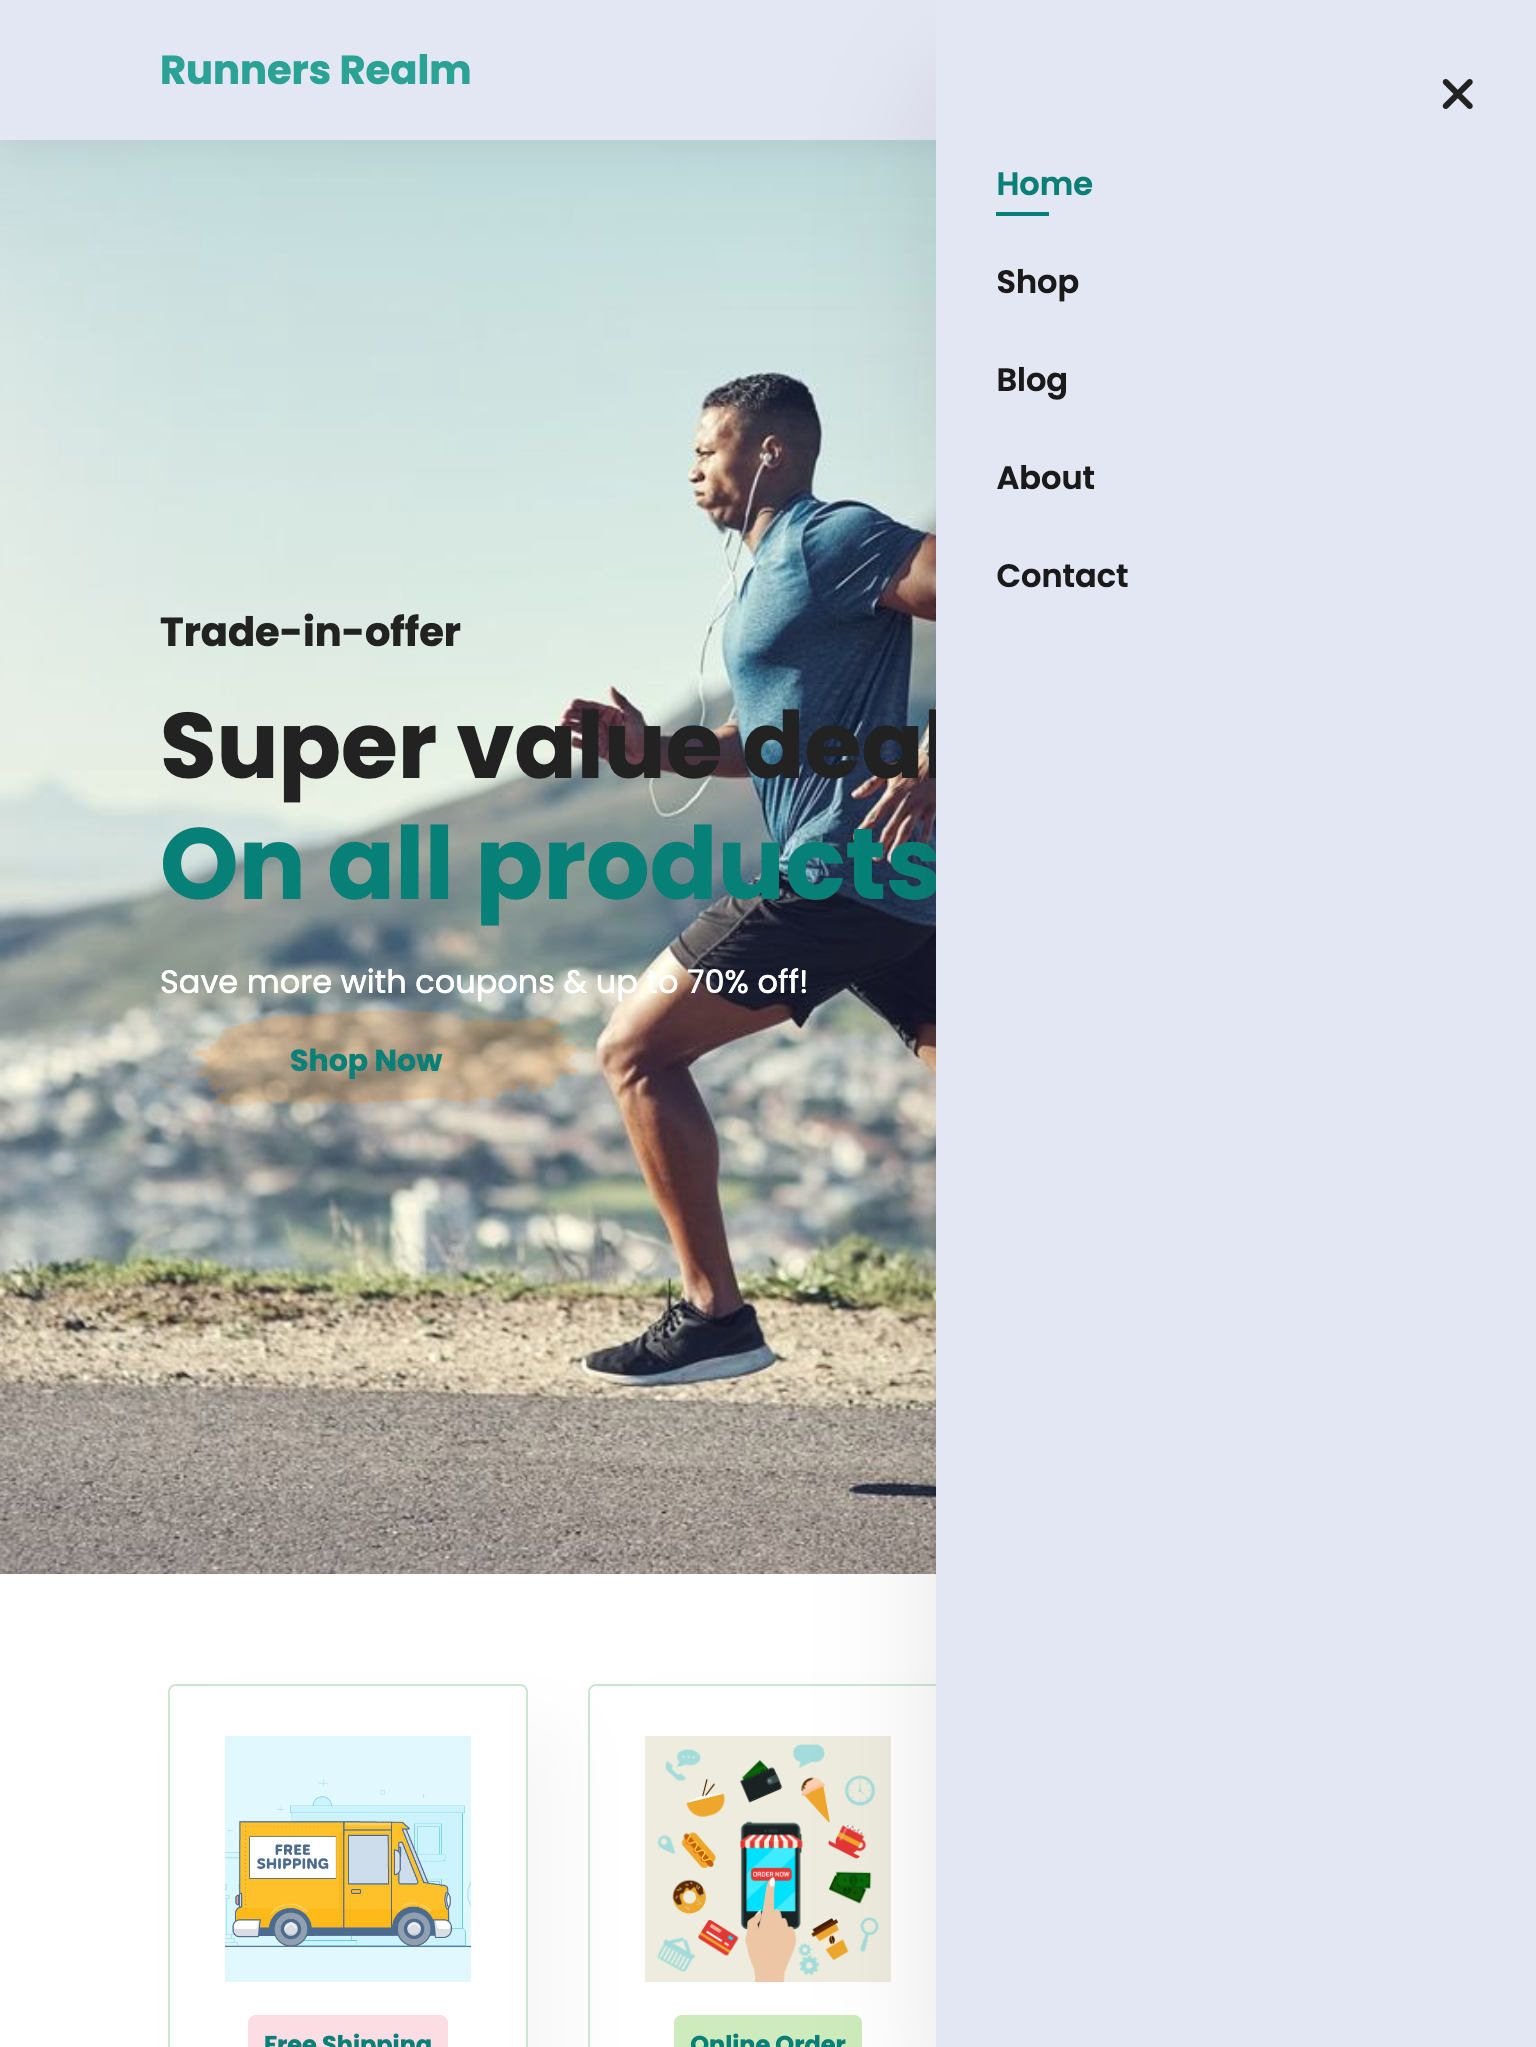 Runners Realm
Home
Shop
Blog
About
Contact
Trade-in-offer
Super value deal
On all products
Save more with coupons & up to 70% off!
Shop Now
FREE
SHIPPING
ORDER NOW
Free Shipping
Online Order